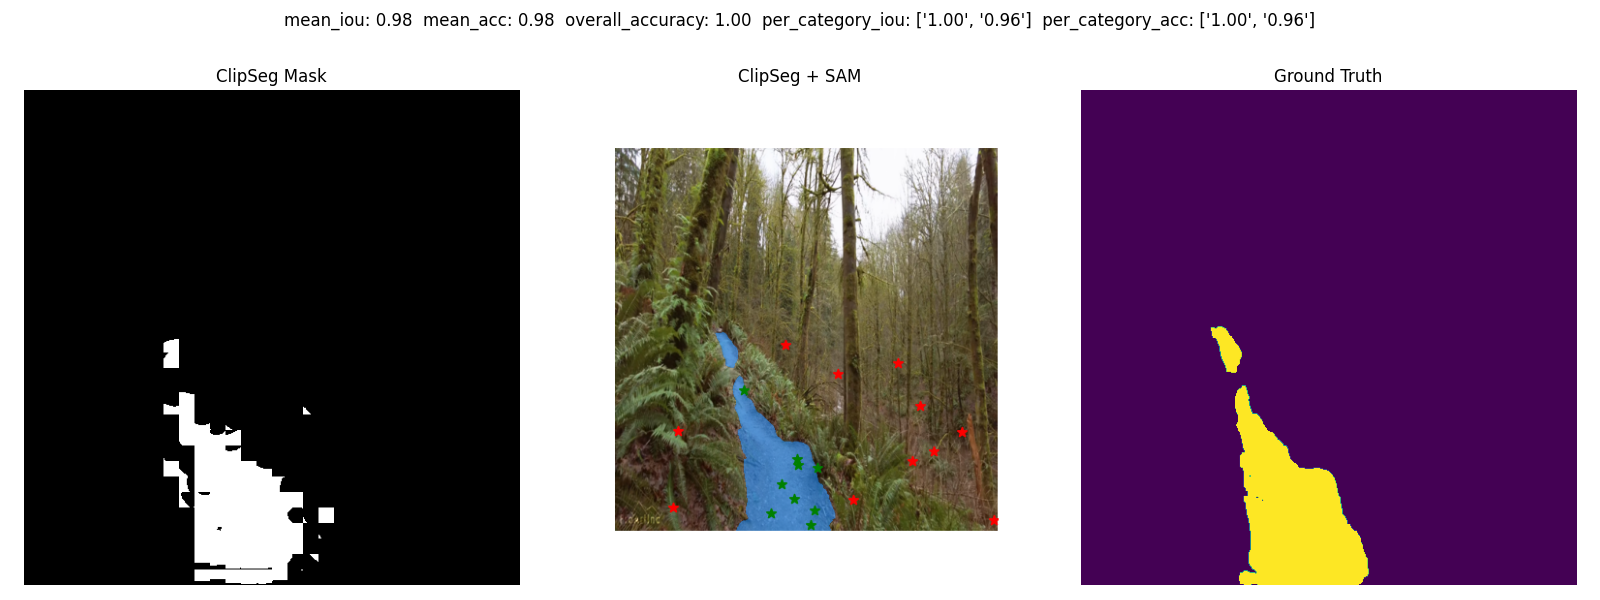 mean_iou: 0.98  mean_acc: 0.98  overall_accuracy: 1.00  per_category_iou: ['1.00', '0.96']  per_category_acc: ['1.00', '0.96']
ClipSeg Mask
ClipSeg + SAM
Ground Truth